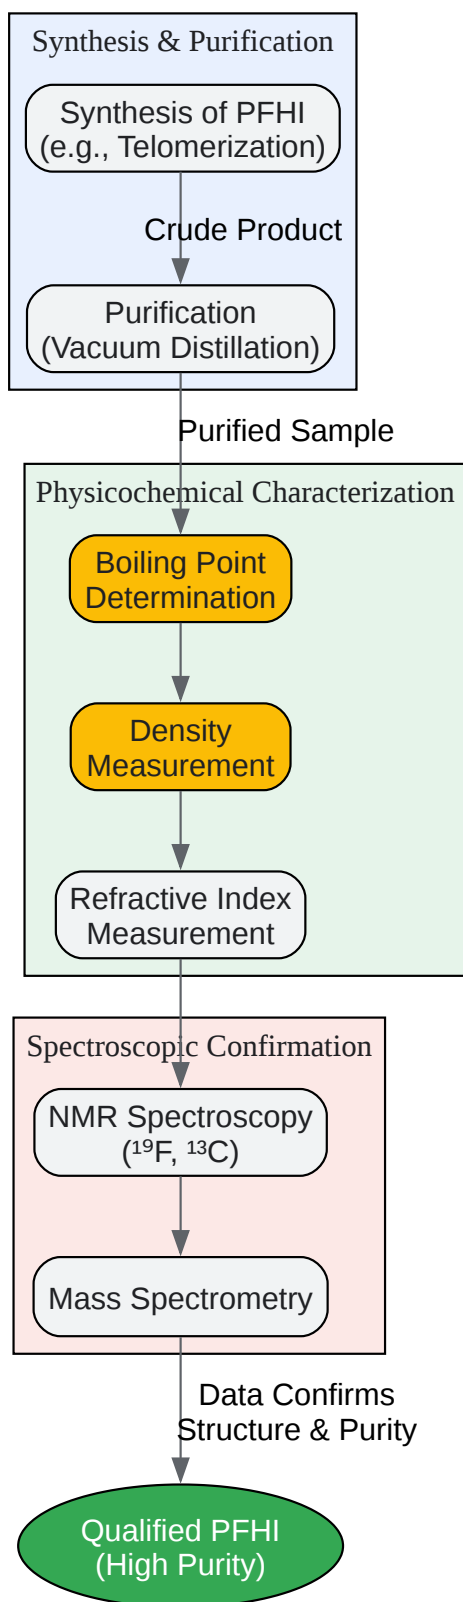 Synthesis & Purification
Synthesis of PFHI
(e.g., Telomerization)
Crude Product
Purification
(Vacuum Distillation)
Purified Sample
Physicochemical Characterization
Boiling Point
Determination
Density
Measurement
Refractive Index
Measurement
Spectroscopic Confirmation
NMR Spectroscopy
(¹⁹F, ¹³C)
Mass Spectrometry
Data Confirms
Structure & Purity
Qualified PFHI
(High Purity)